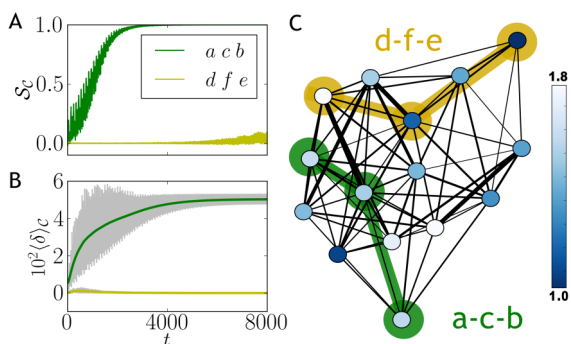 A
1.0
0.5
0.0
S_C
a c b
d f e
B
6
4
2
0
10²⟨δ⟩_C
0
4000
8000
t
C
d-f-e
a-c-b
1.8
1.0